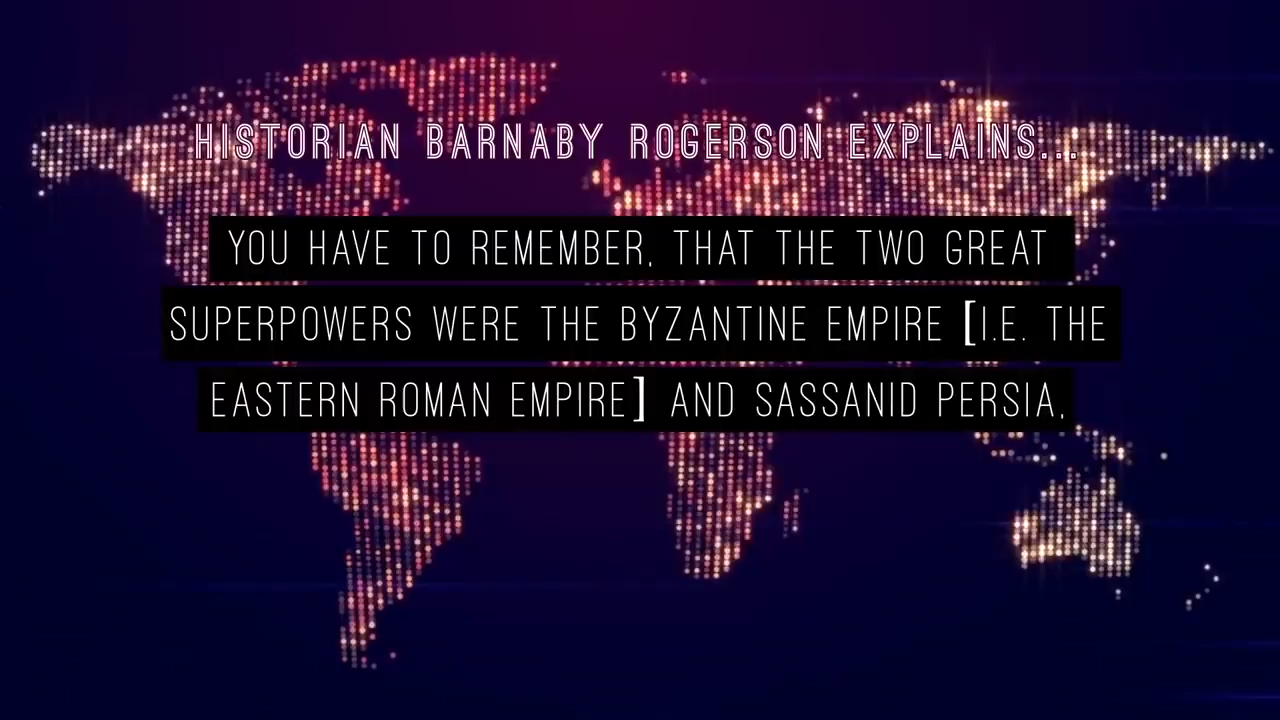 HISTORIAN BARNABY ROGERSON EXPLAINS...
YOU HAVE TO REMEMBER, THAT THE TWO GREAT
SUPERPOWERS WERE THE BYZANTINE EMPIRE [I.E. THE
EASTERN ROMAN EMPIRE] AND SASSANID PERSIA,